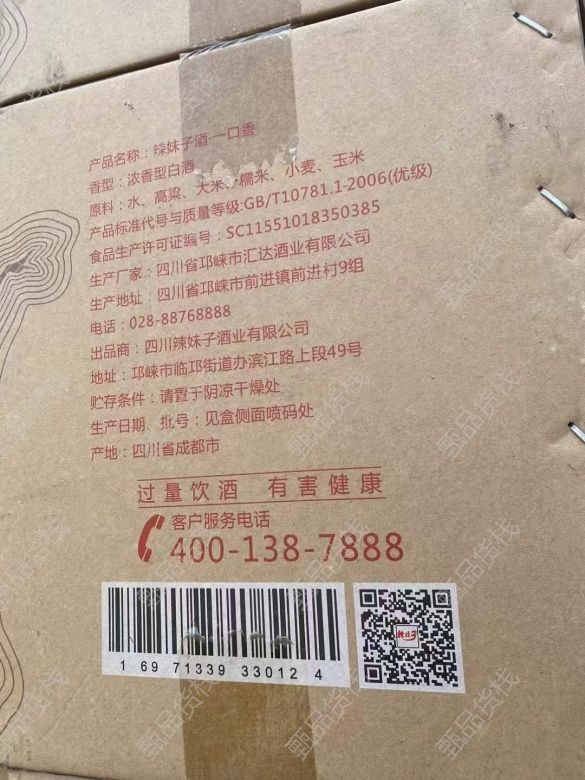 产品名称：辣妹子酒·一口香
香型：浓香型白酒
原料：水、高粱、大米、糯米、小麦、玉米
产品标准代号与质量等级:GB/T10781.1-2006(优级)
食品生产许可证编号：SC11551018350385
生产厂家：四川省邛崃市汇达酒业有限公司
生产地址：四川省邛崃市前进镇前进村9组
电话：028-88768888
出品商：四川辣妹子酒业有限公司
地址：邛崃市临邛街道办滨江路上段49号
贮存条件：请置于阴凉干燥处
生产日期、批号：见盒侧面喷码处
产地：四川省成都市
过量饮酒 有害健康
客户服务电话
400-138-7888
1 69 71339 33012 4
辣妹子
甄品货栈